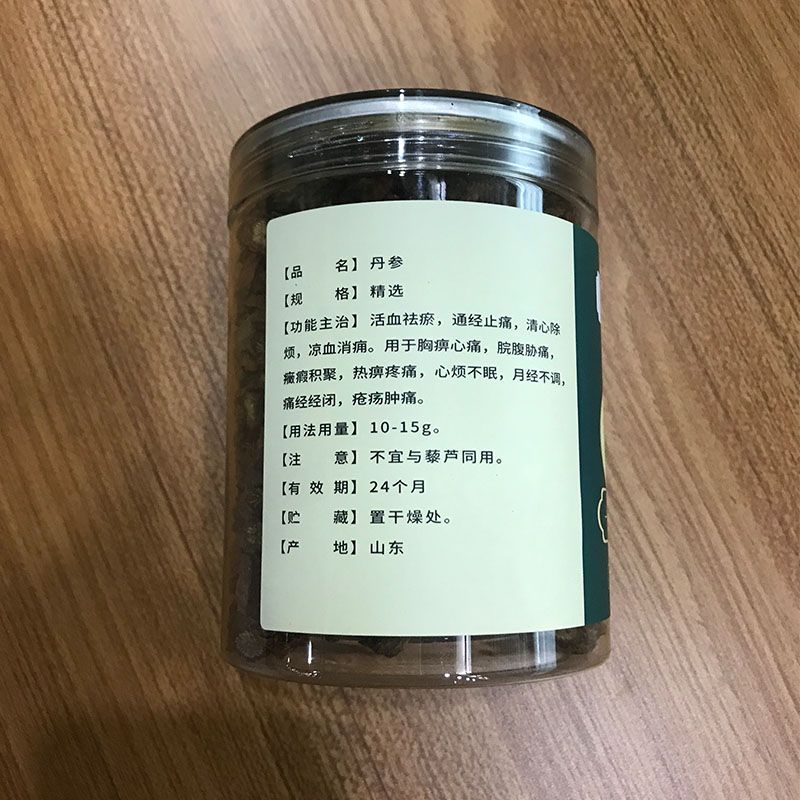 【品 名】丹参
【规 格】精选
【功能主治】活血祛瘀，通经止痛，清心除
烦，凉血消痈。用于胸痹心痛，脘腹胁痛，
癥瘕积聚，热痹疼痛，心烦不眠，月经不调，
痛经经闭，疮疡肿痛。
【用法用量】10-15g。
【注 意】不宜与藜芦同用。
【有 效 期】24个月
【贮 藏】置干燥处。
【产 地】山东